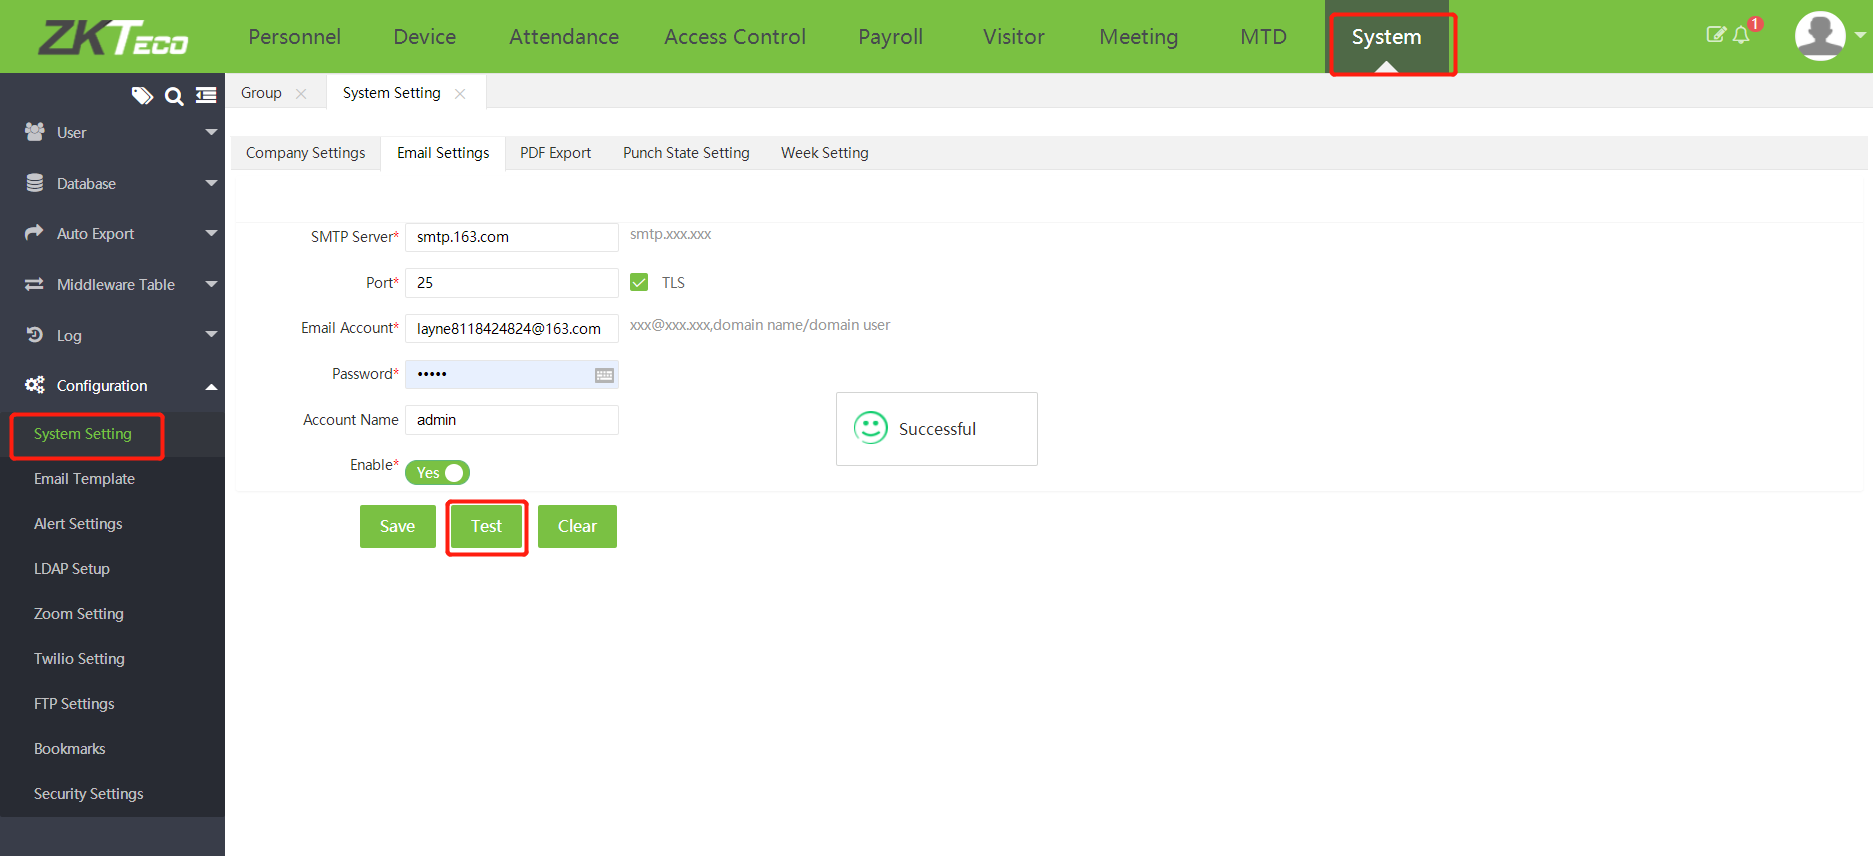 ZKTeco
Personnel Device Attendance Access Control Payroll Visitor Meeting MTD System
1
Group System Setting
User
Database
Auto Export
Middleware Table
Log
Configuration
System Setting
Email Template
Alert Settings
LDAP Setup
Zoom Setting
Twilio Setting
FTP Settings
Bookmarks
Security Settings
Company Settings Email Settings PDF Export Punch State Setting Week Setting
SMTP Server* smtp.163.com smtp.xxx.xxx
Port* 25 TLS
Email Account* layne8118424824@163.com xxx@xxx.xxx,domain name/domain user
Password* •••••
Account Name admin
Enable* Yes
Successful
Save Test Clear